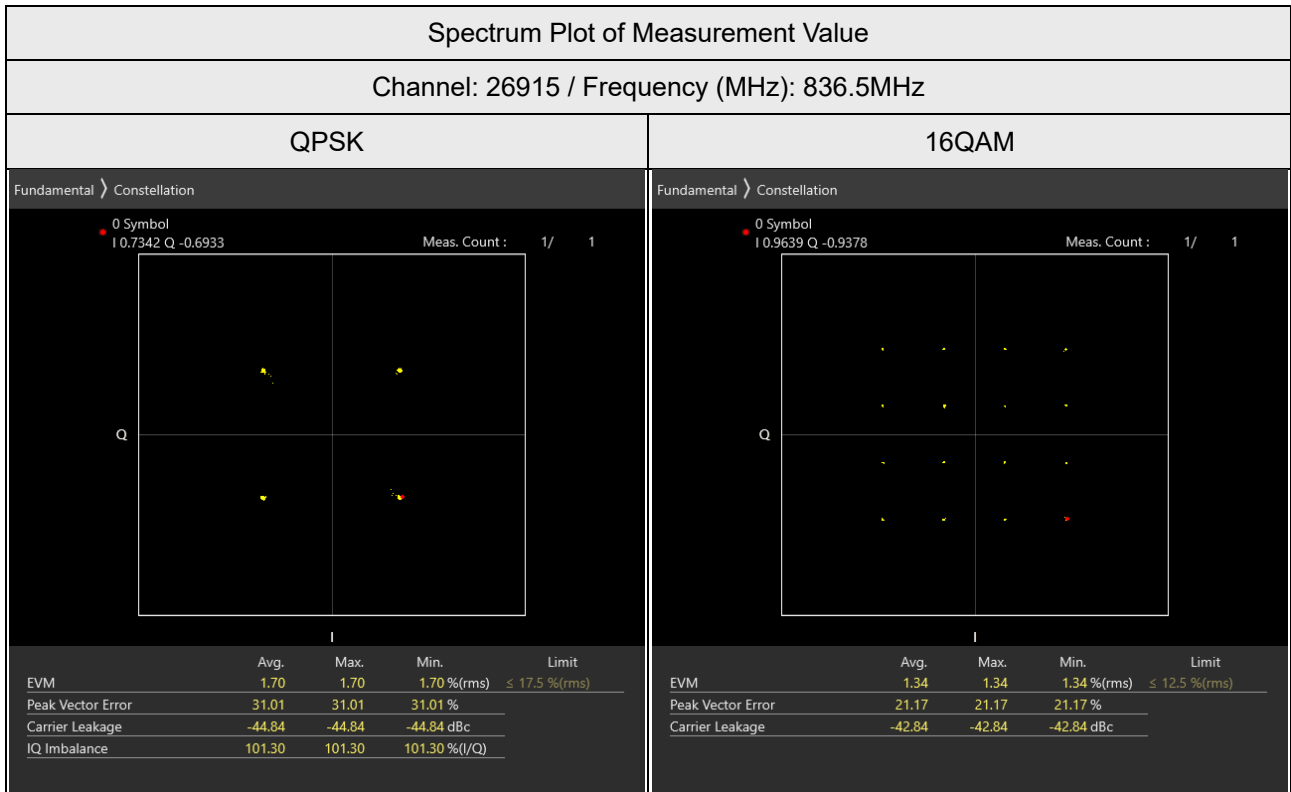 Spectrum Plot of Measurement Value
Channel: 26915 / Frequency (MHz): 836.5MHz
QPSK
16QAM
Fundamental 〉 Constellation
0 Symbol
I 0.7342 Q -0.6933
Meas. Count : 1/ 1
Q
I
Avg. Max. Min. Limit
EVM 1.70 1.70 1.70 %(rms) ≤ 17.5 %(rms)
Peak Vector Error 31.01 31.01 31.01 %
Carrier Leakage -44.84 -44.84 -44.84 dBc
IQ Imbalance 101.30 101.30 101.30 %(I/Q)
Fundamental 〉 Constellation
0 Symbol
I 0.9639 Q -0.9378
Meas. Count : 1/ 1
Q
I
Avg. Max. Min. Limit
EVM 1.34 1.34 1.34 %(rms) ≤ 12.5 %(rms)
Peak Vector Error 21.17 21.17 21.17 %
Carrier Leakage -42.84 -42.84 -42.84 dBc